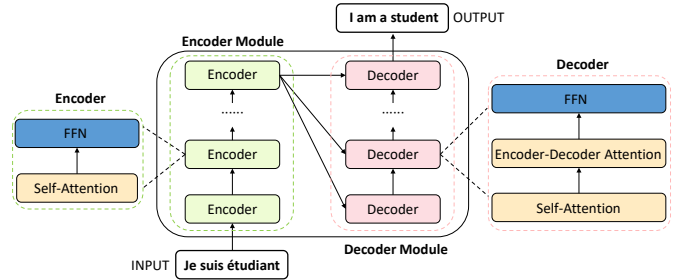 I am a student OUTPUT
Encoder Module
Encoder
Decoder
......
......
Encoder
Decoder
Encoder
Decoder
Decoder Module
INPUT Je suis étudiant
Encoder
FFN
Self-Attention
Decoder
FFN
Encoder-Decoder Attention
Self-Attention